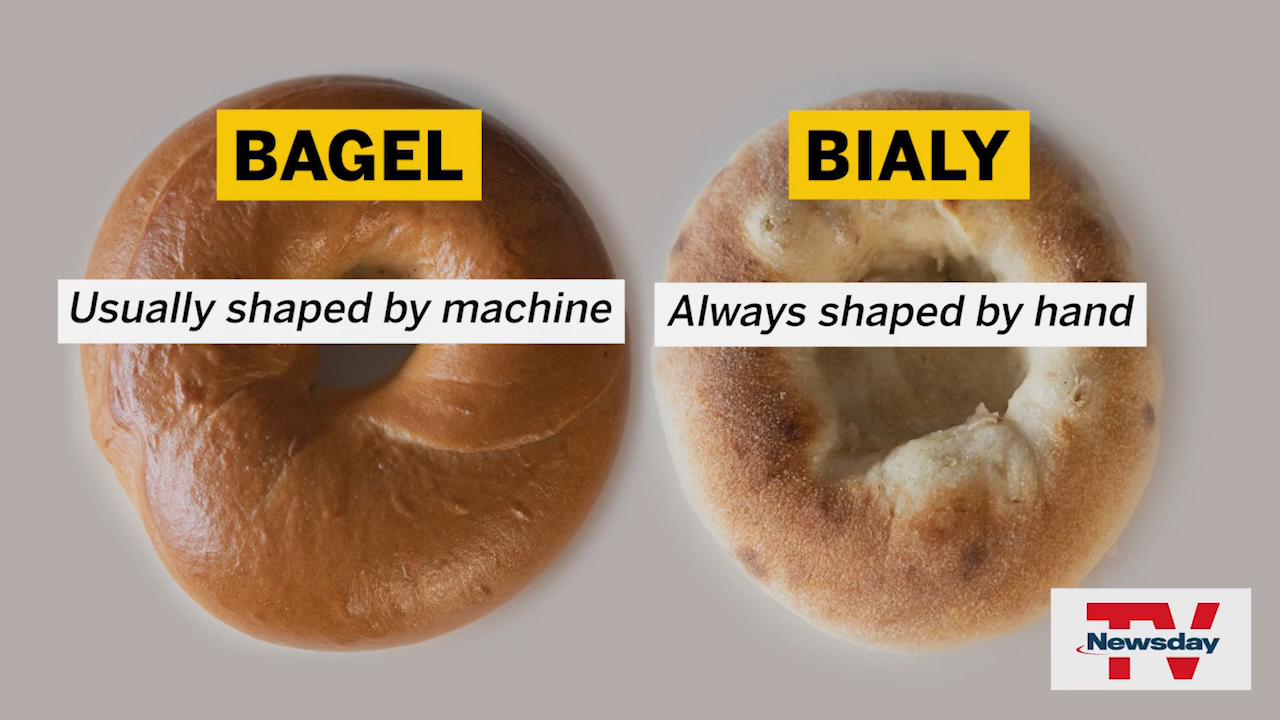 BAGEL
BIALY
Usually shaped by machine
Always shaped by hand
TV
Newsday